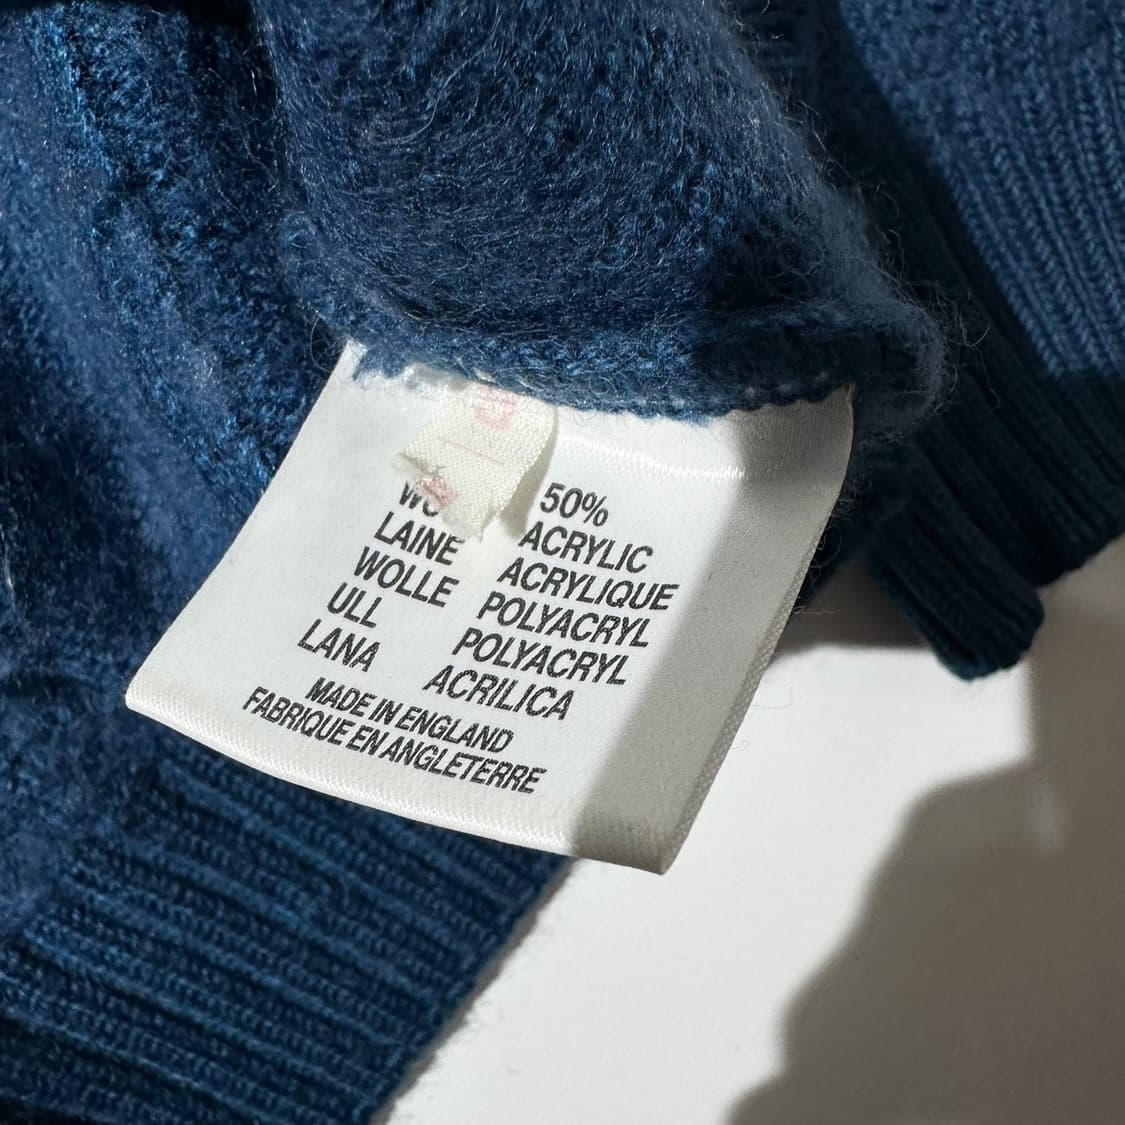 50%
ACRYLIC
LAINE ACRYLIQUE
WOLLE POLYACRYL
ULL POLYACRYL
LANA ACRILICA
MADE IN ENGLAND
FABRIQUE EN ANGLETERRE